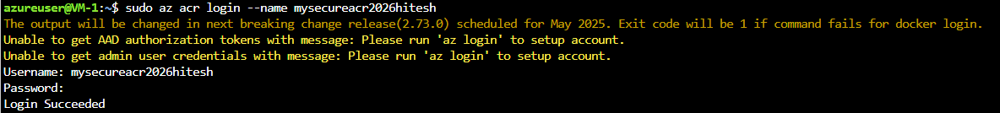 azureuser@VM-1:~$ sudo az acr login --name mysecureacr2026hitesh
The output will be changed in next breaking change release(2.73.0) scheduled for May 2025. Exit code will be 1 if command fails for docker login.
Unable to get AAD authorization tokens with message: Please run 'az login' to setup account.
Unable to get admin user credentials with message: Please run 'az login' to setup account.
Username: mysecureacr2026hitesh
Password:
Login Succeeded